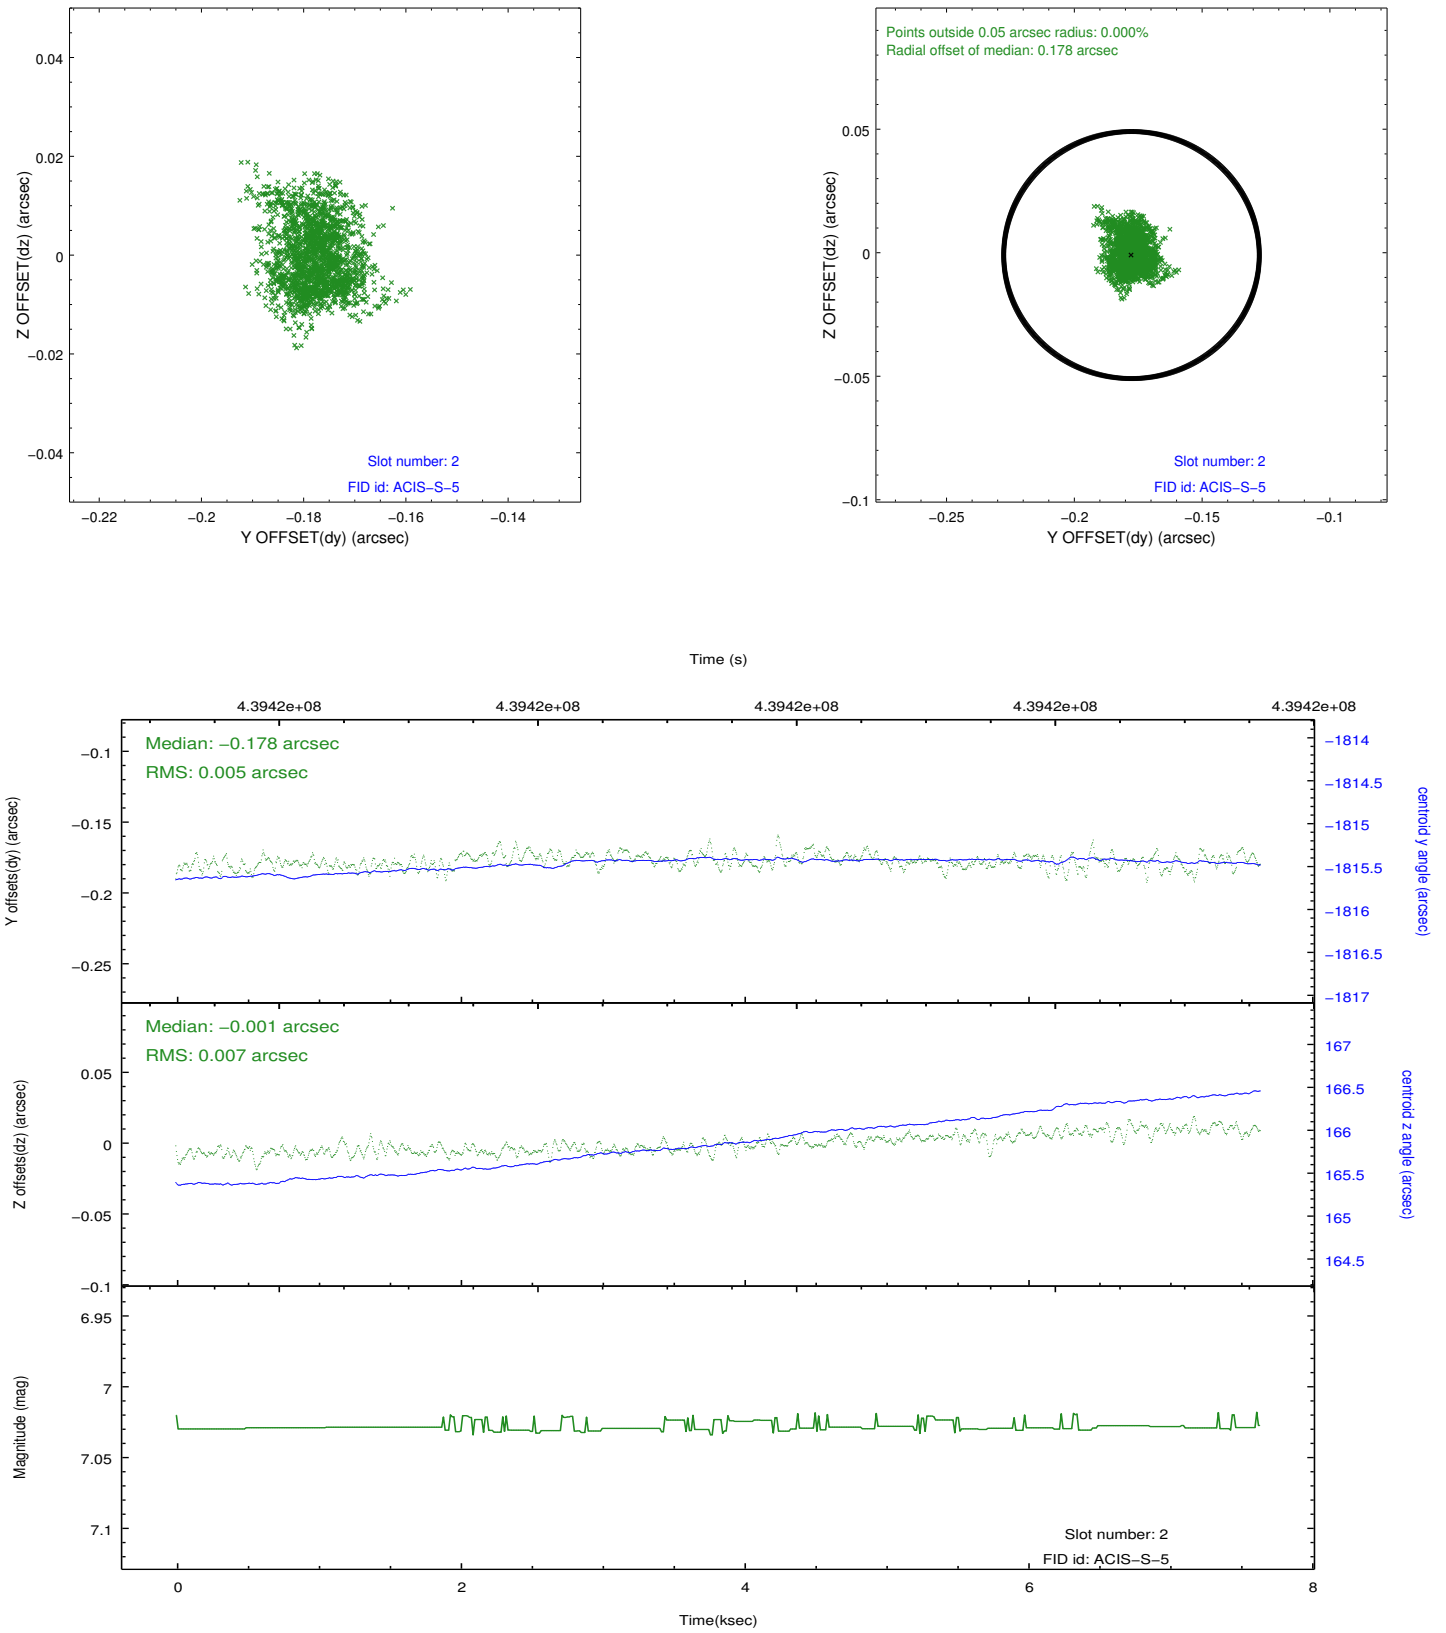 0.04
0.02
0
−0.02
−0.04
Z OFFSET(dz) (arcsec)
Slot number: 2
FID id: ACIS−S−5
−0.22 −0.2 −0.18 −0.16 −0.14
Y OFFSET(dy) (arcsec)
Points outside 0.05 arcsec radius: 0.000%
Radial offset of median: 0.178 arcsec
0.05
0
−0.05
−0.1
Z OFFSET(dz) (arcsec)
Slot number: 2
FID id: ACIS−S−5
−0.25 −0.2 −0.15 −0.1
Y OFFSET(dy) (arcsec)
Time (s)
4.3942e+08 4.3942e+08 4.3942e+08 4.3942e+08 4.3942e+08
Median: −0.178 arcsec
RMS: 0.005 arcsec
−0.1
−0.15
−0.2
−0.25
Y offsets(dy) (arcsec)
−1814
−1814.5
−1815
−1815.5
−1816
−1816.5
−1817
centroid y angle (arcsec)
Median: −0.001 arcsec
RMS: 0.007 arcsec
0.05
0
−0.05
−0.1
Z offsets(dz) (arcsec)
167
166.5
166
165.5
165
164.5
centroid z angle (arcsec)
6.95
7
7.05
7.1
Magnitude (mag)
Slot number: 2
FID id: ACIS−S−5
0 2 4 6 8
Time(ksec)